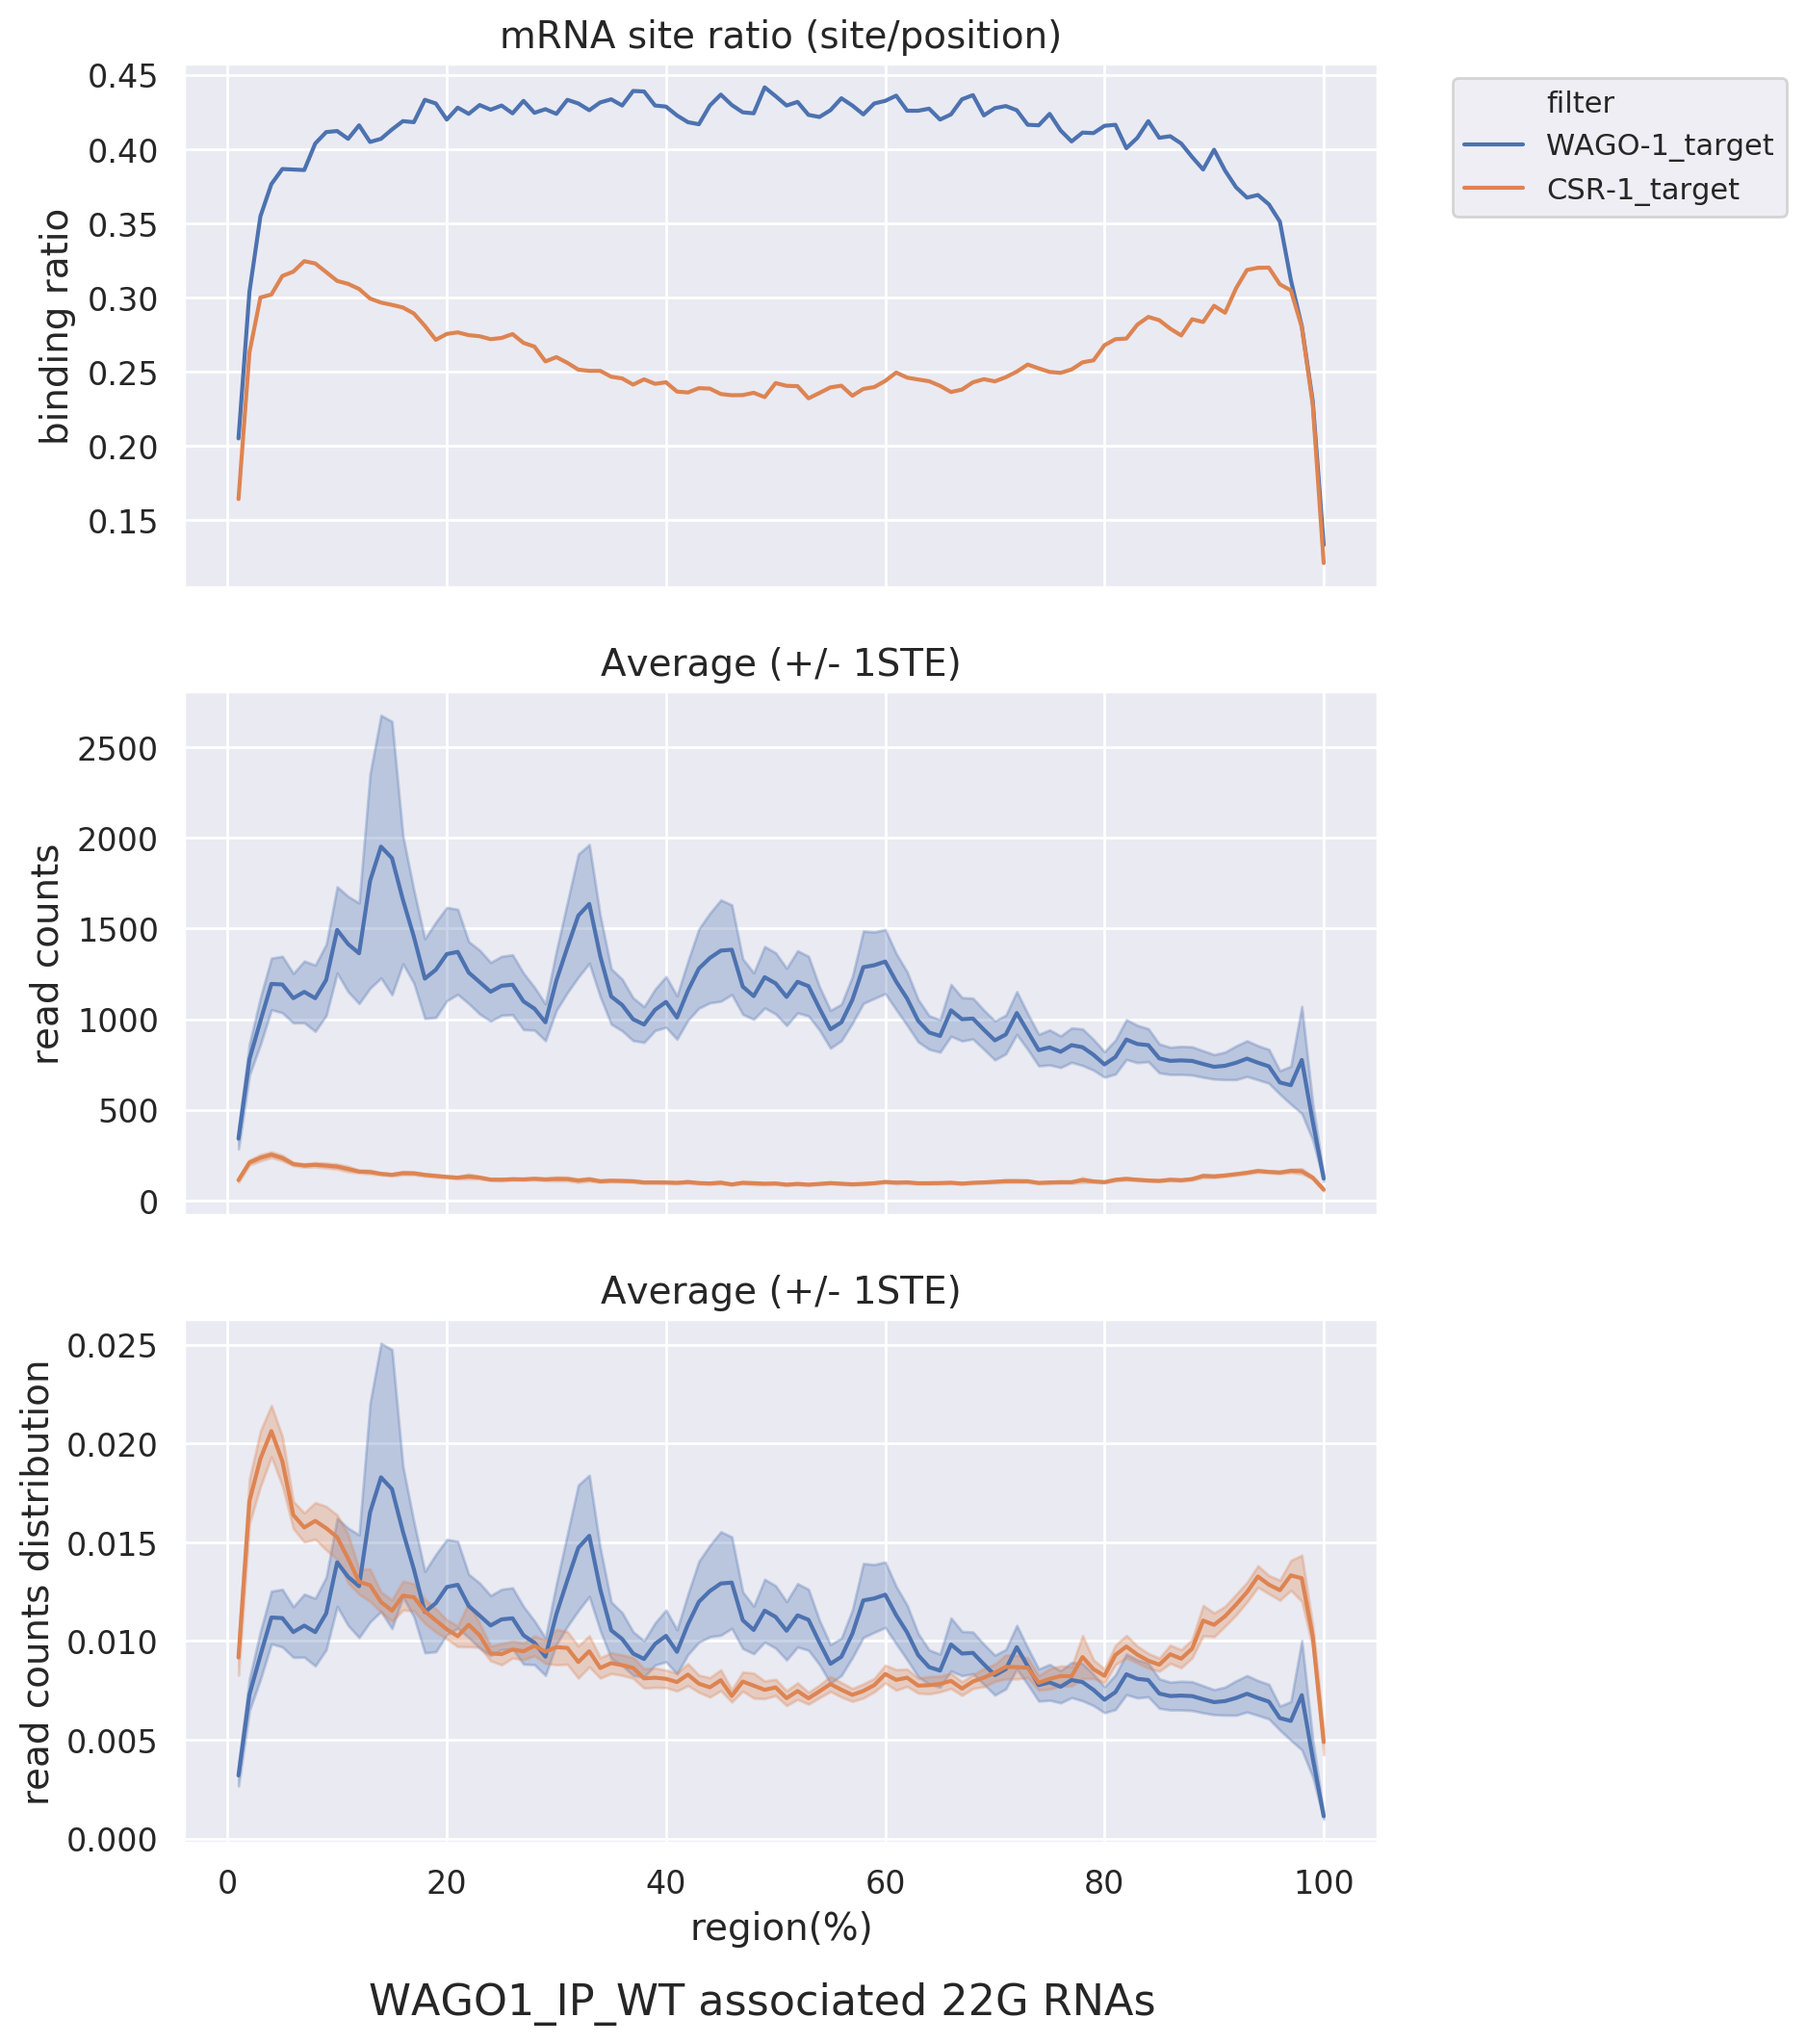 mRNA site ratio (site/position)
0.45
0.40
0.35
0.30
0.25
0.20
0.15
binding ratio
filter
WAGO-1_target
CSR-1_target
Average (+/- 1STE)
2500
2000
1500
1000
500
0
read counts
Average (+/- 1STE)
0.025
0.020
0.015
0.010
0.005
0.000
read counts distribution
0 20 40 60 80 100
region(%)
WAGO1_IP_WT associated 22G RNAs